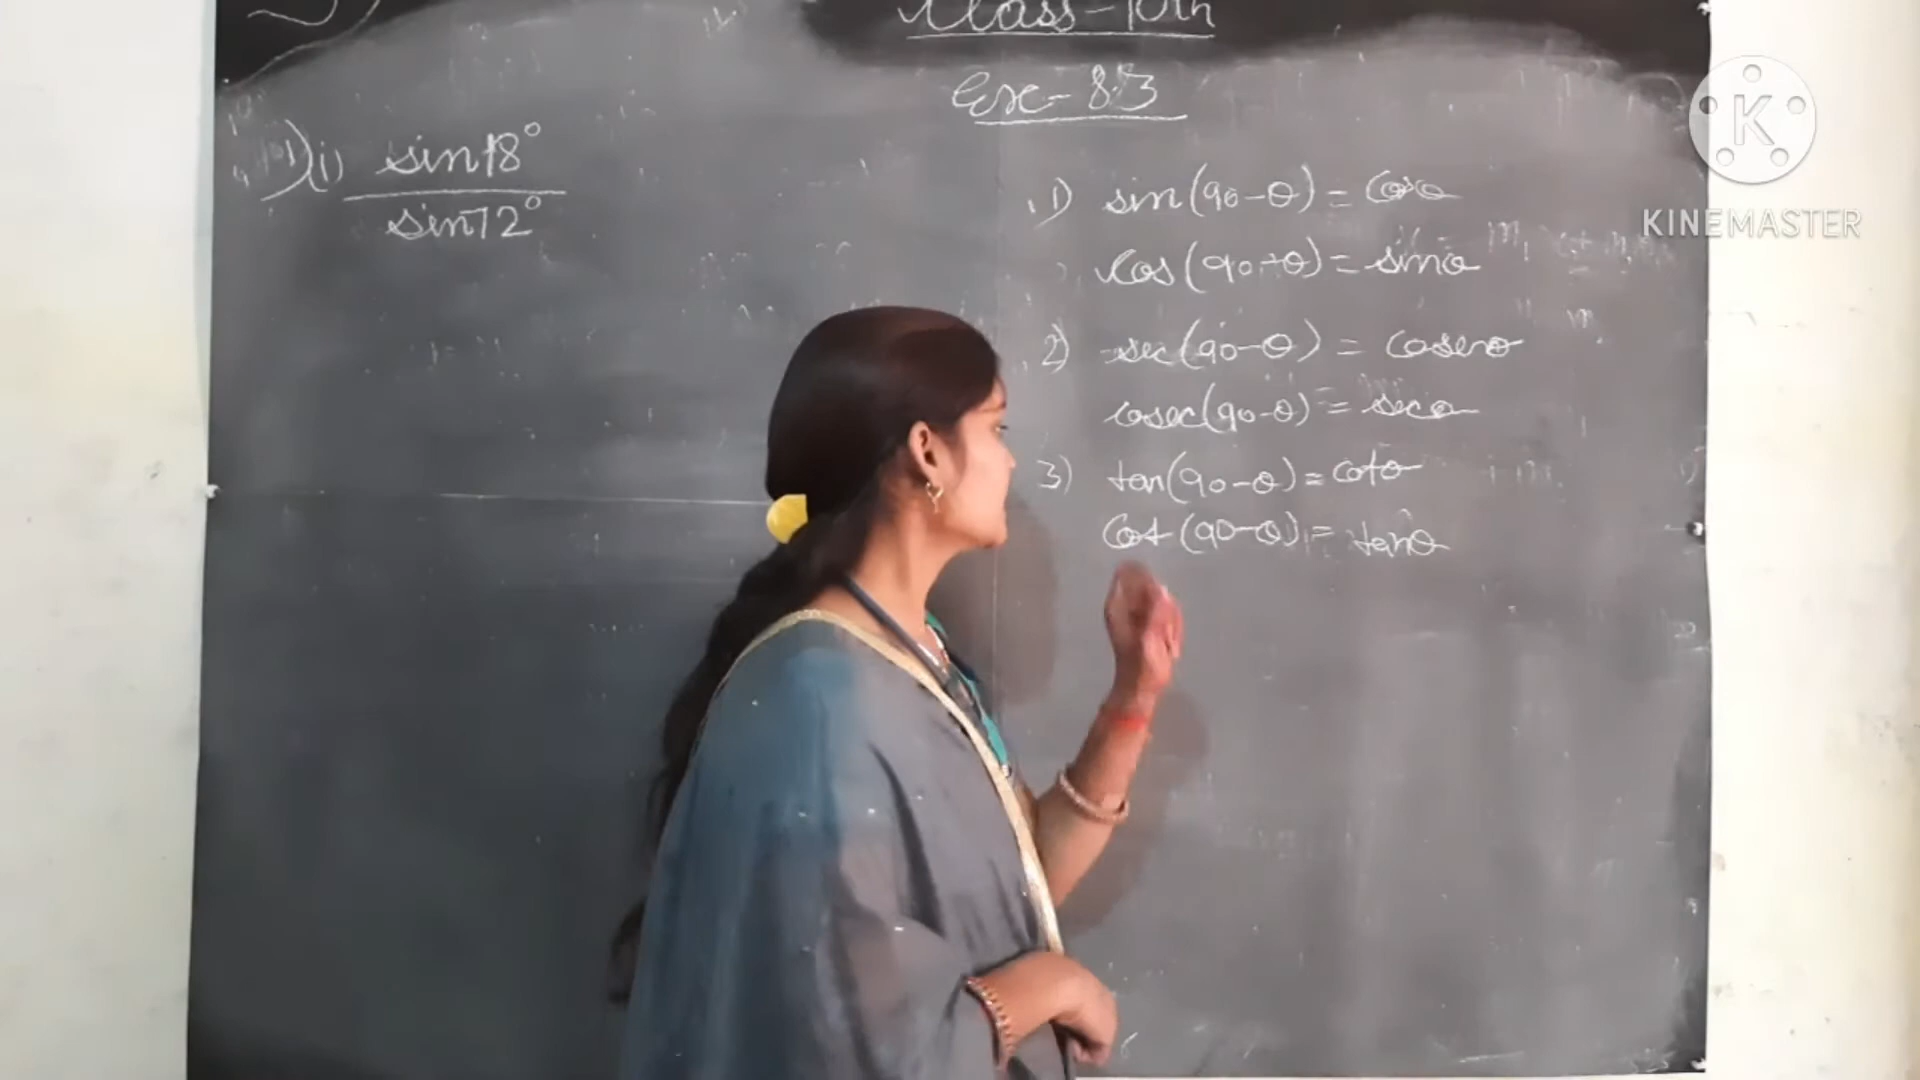 Class-10th
Exe-8.3
1)(i) sin18°
sin72°
1) sin(90-θ) = cosθ
cos(90-θ) = sinθ
2) sec(90-θ) = cosecθ
cosec(90-θ) = secθ
3) tan(90-θ) = cotθ
cot(90-θ) = tanθ
K
KINEMASTER